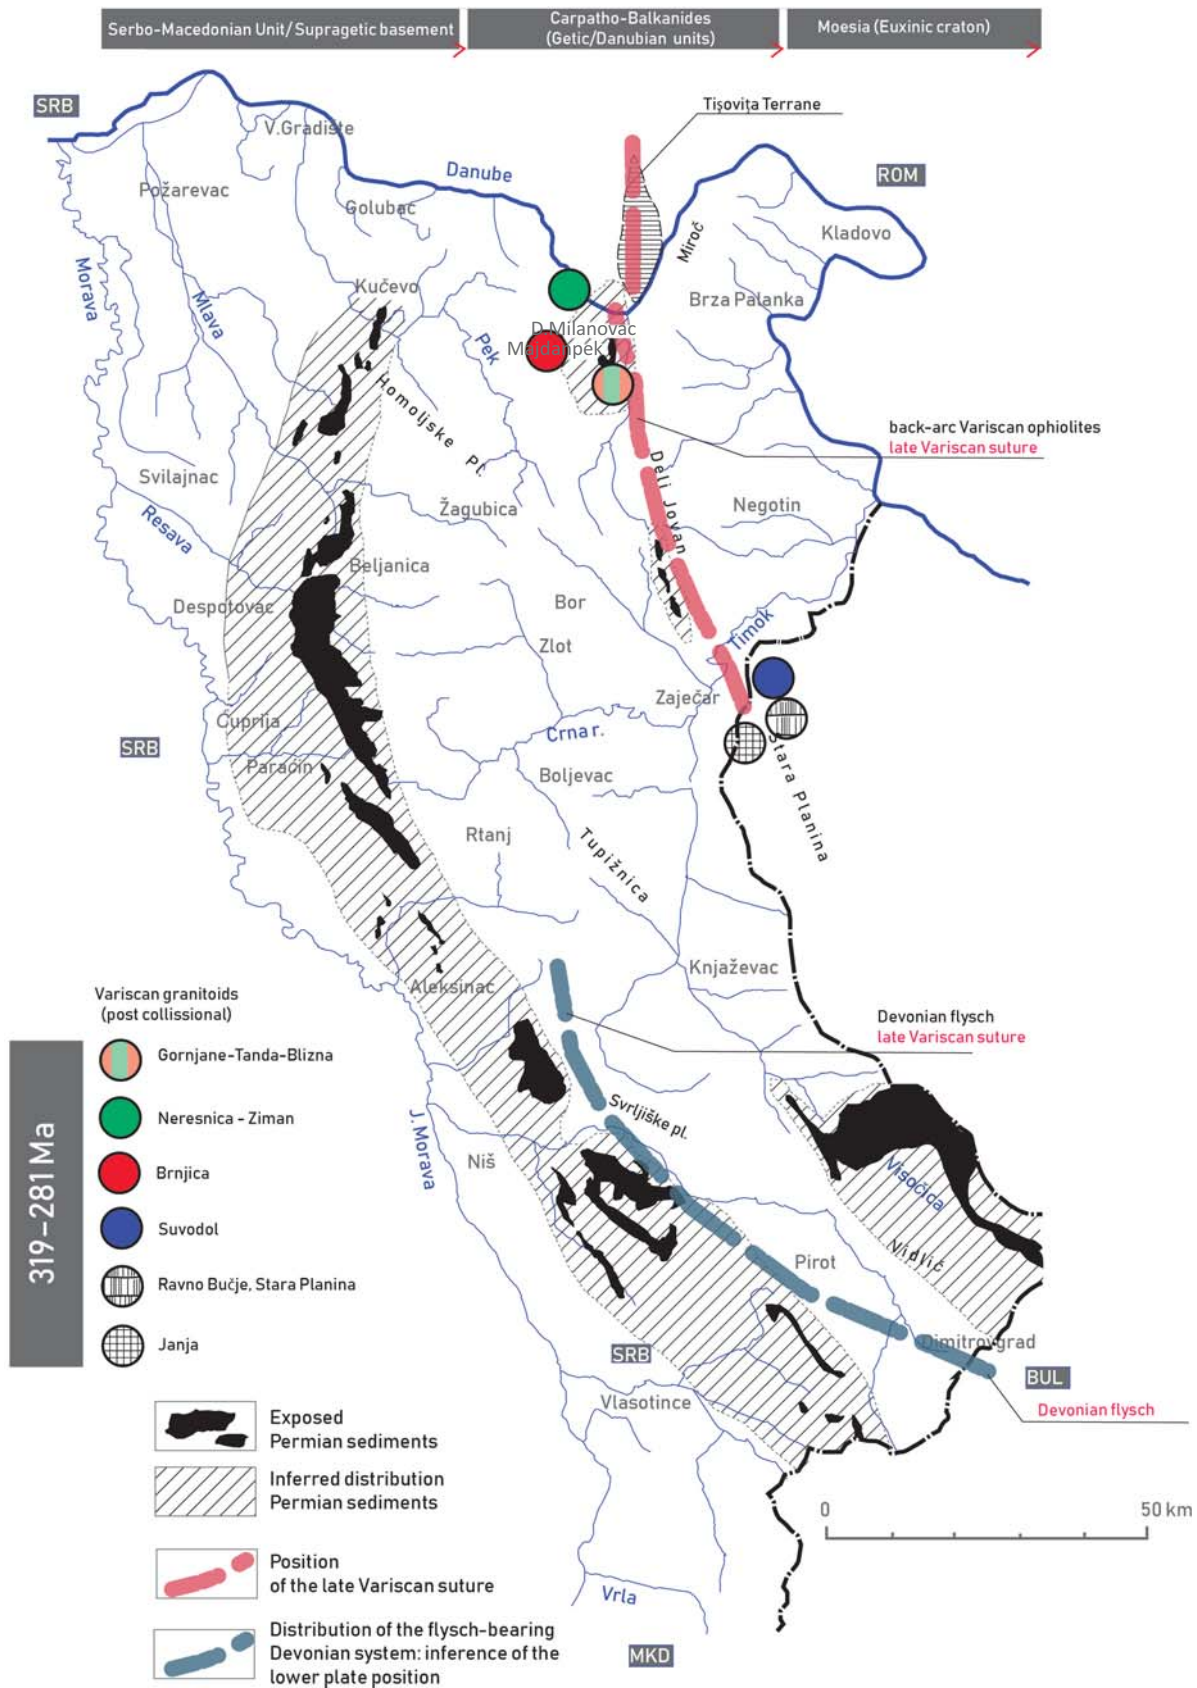 Serbo-Macedonian Unit/ Supragetic basement
Carpatho-Balkanides
(Getic/Danubian units)
Moesia (Euxinic craton)
SRB
Tişoviţa Terrane
V.Gradište
Danube
ROM
Požarevac
Golubac
Miroč
Kladovo
Morava
Mlava
Kučevo
Brza Palanka
D.Milanovac
Majdanpek
Pek
Homoljske Pl.
back-arc Variscan ophiolites
late Variscan suture
Svilajnac
Deli Jovan
Žagubica
Negotin
Resava
Beljanica
Despotovac
Bor
Timok
Zlot
Zaječar
Ćuprija
Crna r.
SRB
Paraćin
Boljevac
Stara Planina
Rtanj
Tupižnica
Knjaževac
Aleksinac
Variscan granitoids
(post collissional)
Devonian flysch
late Variscan suture
319–281 Ma
Gornjane-Tanda-Blizna
Neresnica - Ziman
Svrljiške pl.
J. Morava
Niš
Brnjica
Visočica
Suvodol
Vidlič
Pirot
Ravno Bučje, Stara Planina
Janja
Dimitrovgrad
SRB
BUL
Vlasotince
Devonian flysch
Exposed
Permian sediments
Inferred distribution
Permian sediments
0
50 km
Position
of the late Variscan suture
Vrla
Distribution of the flysch-bearing
Devonian system: inference of the
lower plate position
MKD